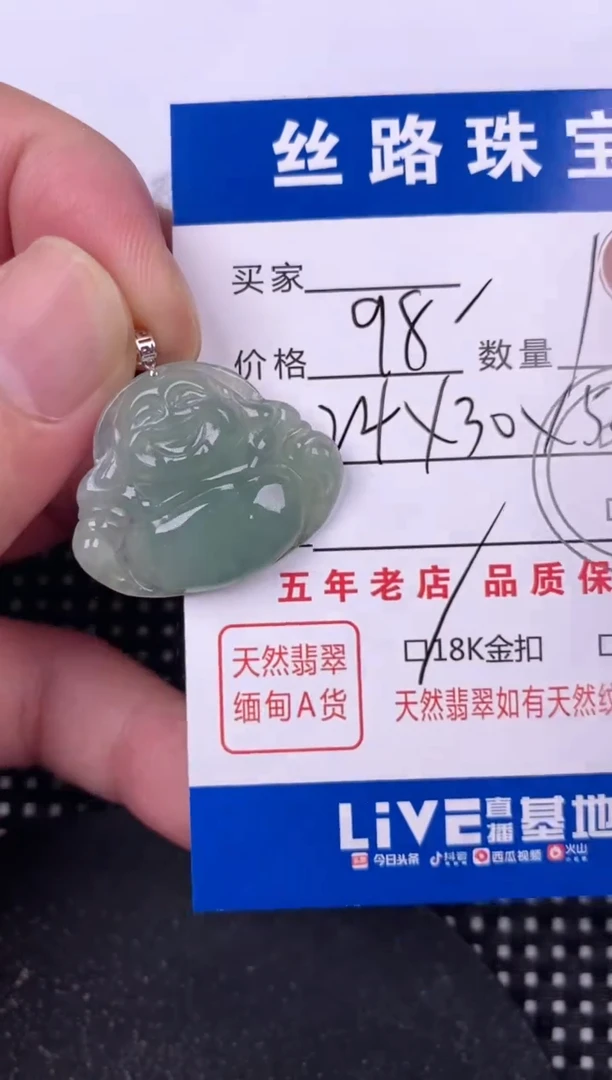 丝路珠宝
买家
价格 98 数量
24X30X5
五年老店 品质保
天然翡翠
缅甸A货
18K金扣
天然翡翠如有天然纹
LiVE直播基地
今日头条 抖音 西瓜视频 火山